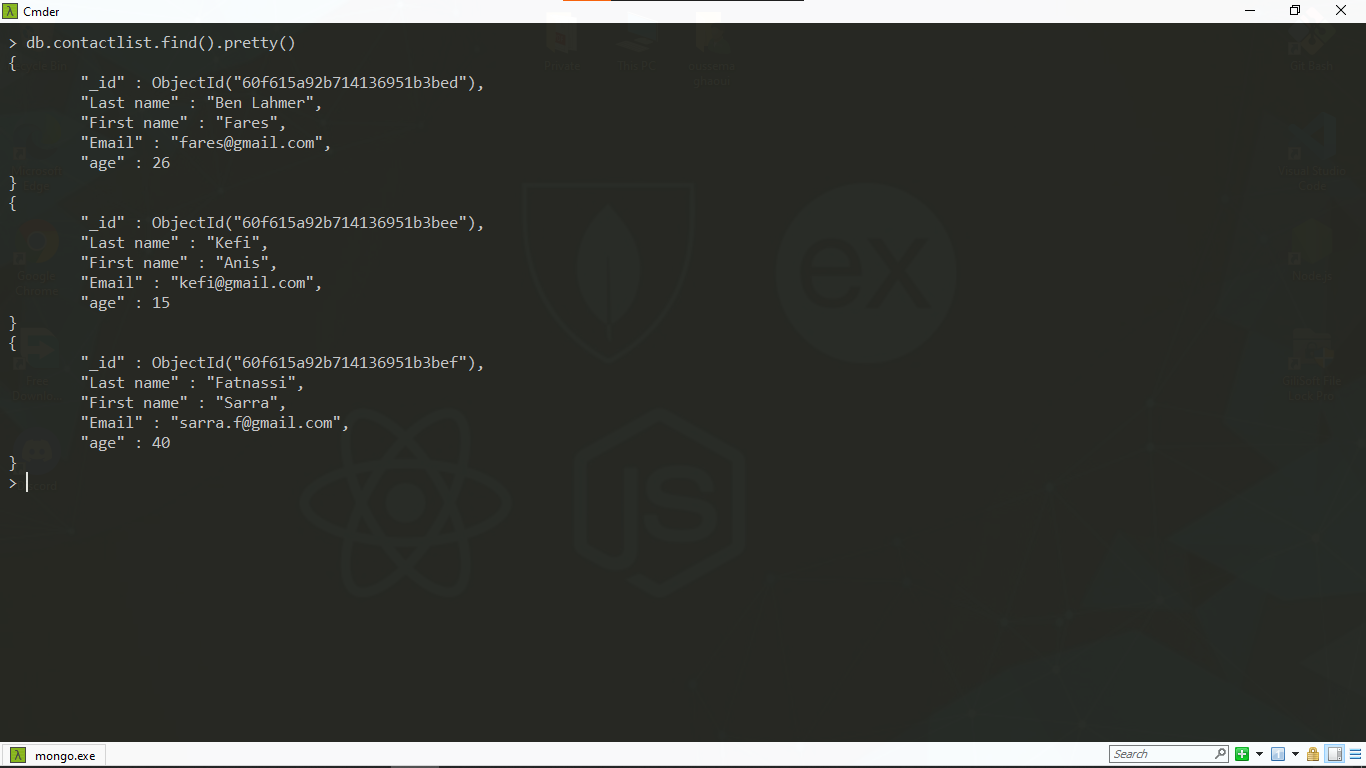 Cmder
> db.contactlist.find().pretty()
{
"_id" : ObjectId("60f615a92b714136951b3bed"),
"Last name" : "Ben Lahmer",
"First name" : "Fares",
"Email" : "fares@gmail.com",
"age" : 26
}
{
"_id" : ObjectId("60f615a92b714136951b3bee"),
"Last name" : "Kefi",
"First name" : "Anis",
"Email" : "kefi@gmail.com",
"age" : 15
}
{
"_id" : ObjectId("60f615a92b714136951b3bef"),
"Last name" : "Fatnassi",
"First name" : "Sarra",
"Email" : "sarra.f@gmail.com",
"age" : 40
}
>
ex
JS
mongo.exe
Search